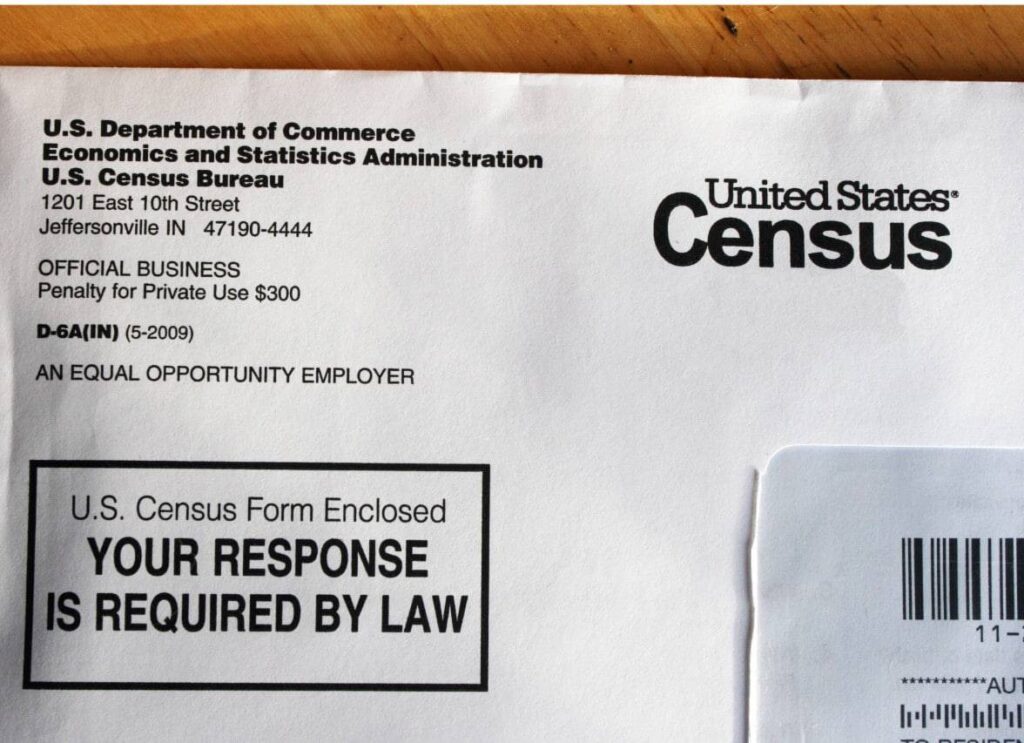 U.S. Department of Commerce
Economics and Statistics Administration
U.S. Census Bureau
1201 East 10th Street
Jeffersonville IN 47190-4444
OFFICIAL BUSINESS
Penalty for Private Use $300
D-6A(IN) (5-2009)
AN EQUAL OPPORTUNITY EMPLOYER
United States®
Census
U.S. Census Form Enclosed
YOUR RESPONSE
IS REQUIRED BY LAW
11-
***********AUT